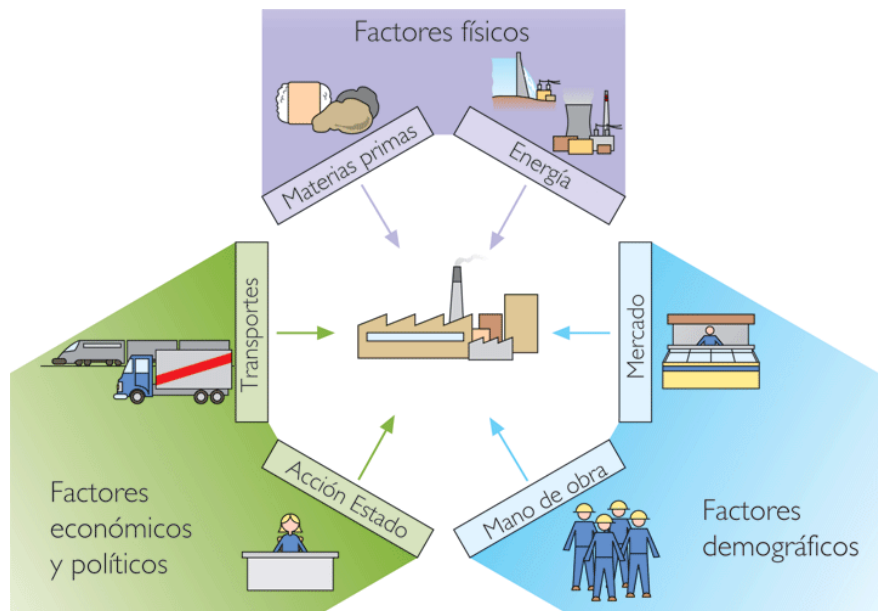 Factores físicos
Materias primas
Energía
Transportes
Mercado
Acción Estado
Mano de obra
Factores
económicos
y políticos
Factores
demográficos